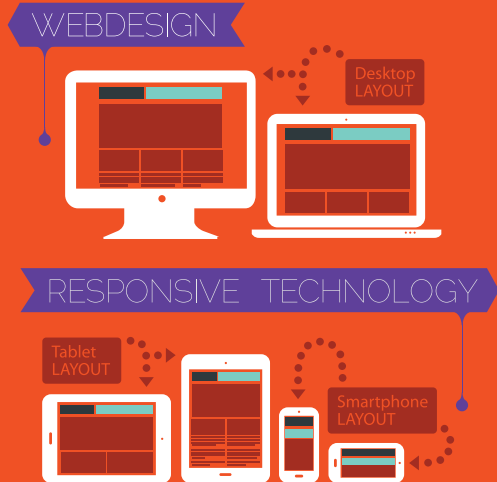 WEBDESIGN
Desktop
LAYOUT
RESPONSIVE TECHNOLOGY
Tablet
LAYOUT
Smartphone
LAYOUT